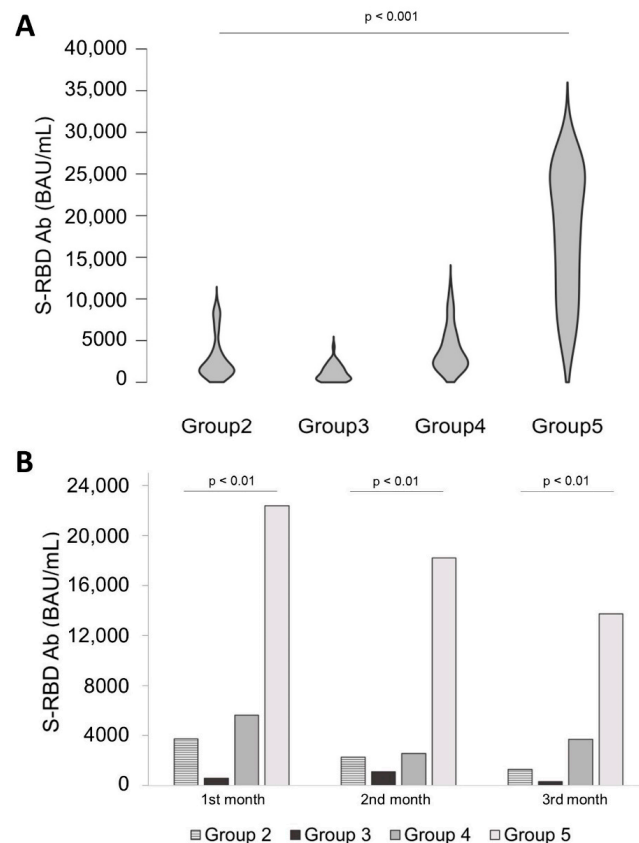 A
p < 0.001
S-RBD Ab (BAU/mL)
40,000
35,000
30,000
25,000
20,000
15,000
10,000
5000
0
Group2 Group3 Group4 Group5
B
S-RBD Ab (BAU/mL)
24,000
20,000
16,000
12,000
8000
4000
0
p < 0.01 p < 0.01 p < 0.01
1st month 2nd month 3rd month
Group 2 Group 3 Group 4 Group 5